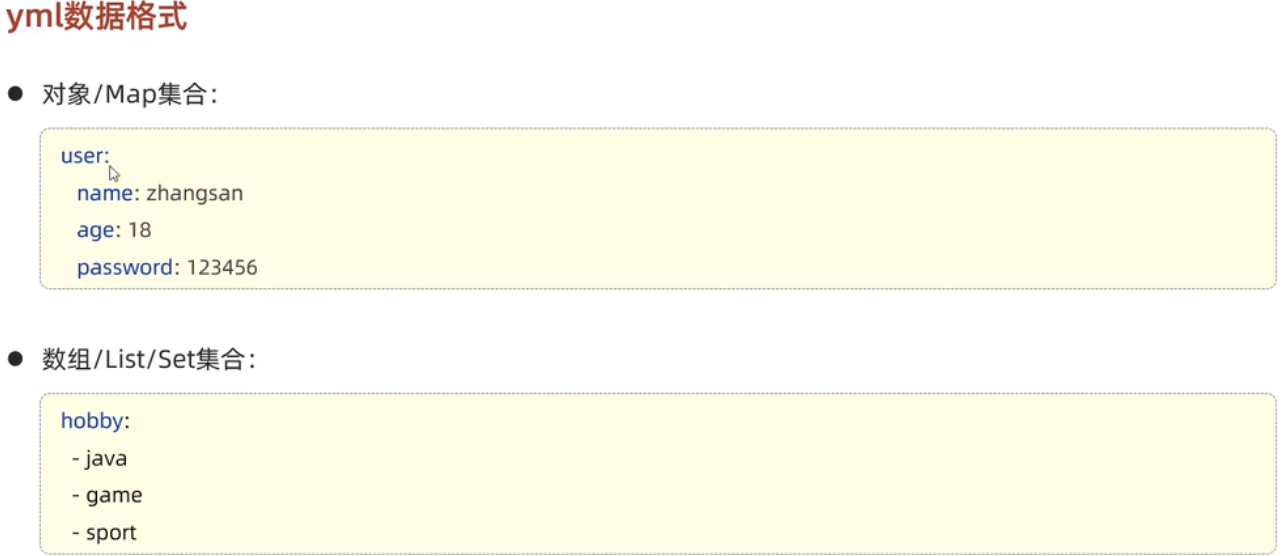 yml数据格式
● 对象/Map集合：
user:
name: zhangsan
age: 18
password: 123456
● 数组/List/Set集合：
hobby:
- java
- game
- sport